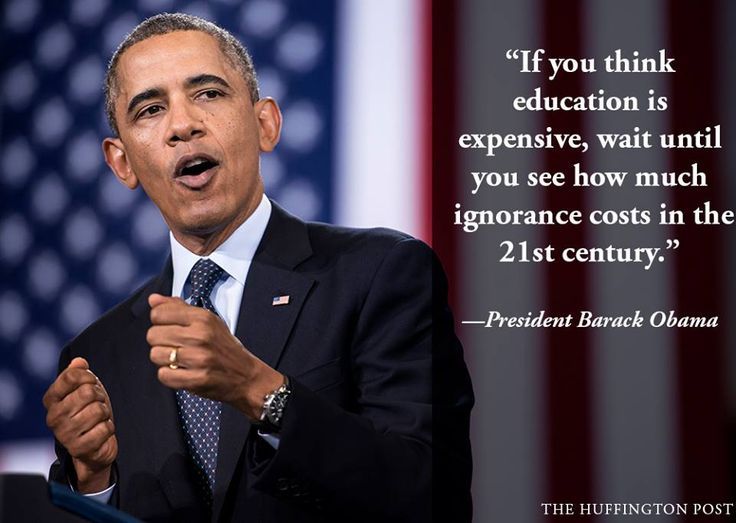 “If you think
education is
expensive, wait until
you see how much
ignorance costs in the
21st century.”
—President Barack Obama
THE HUFFINGTON POST